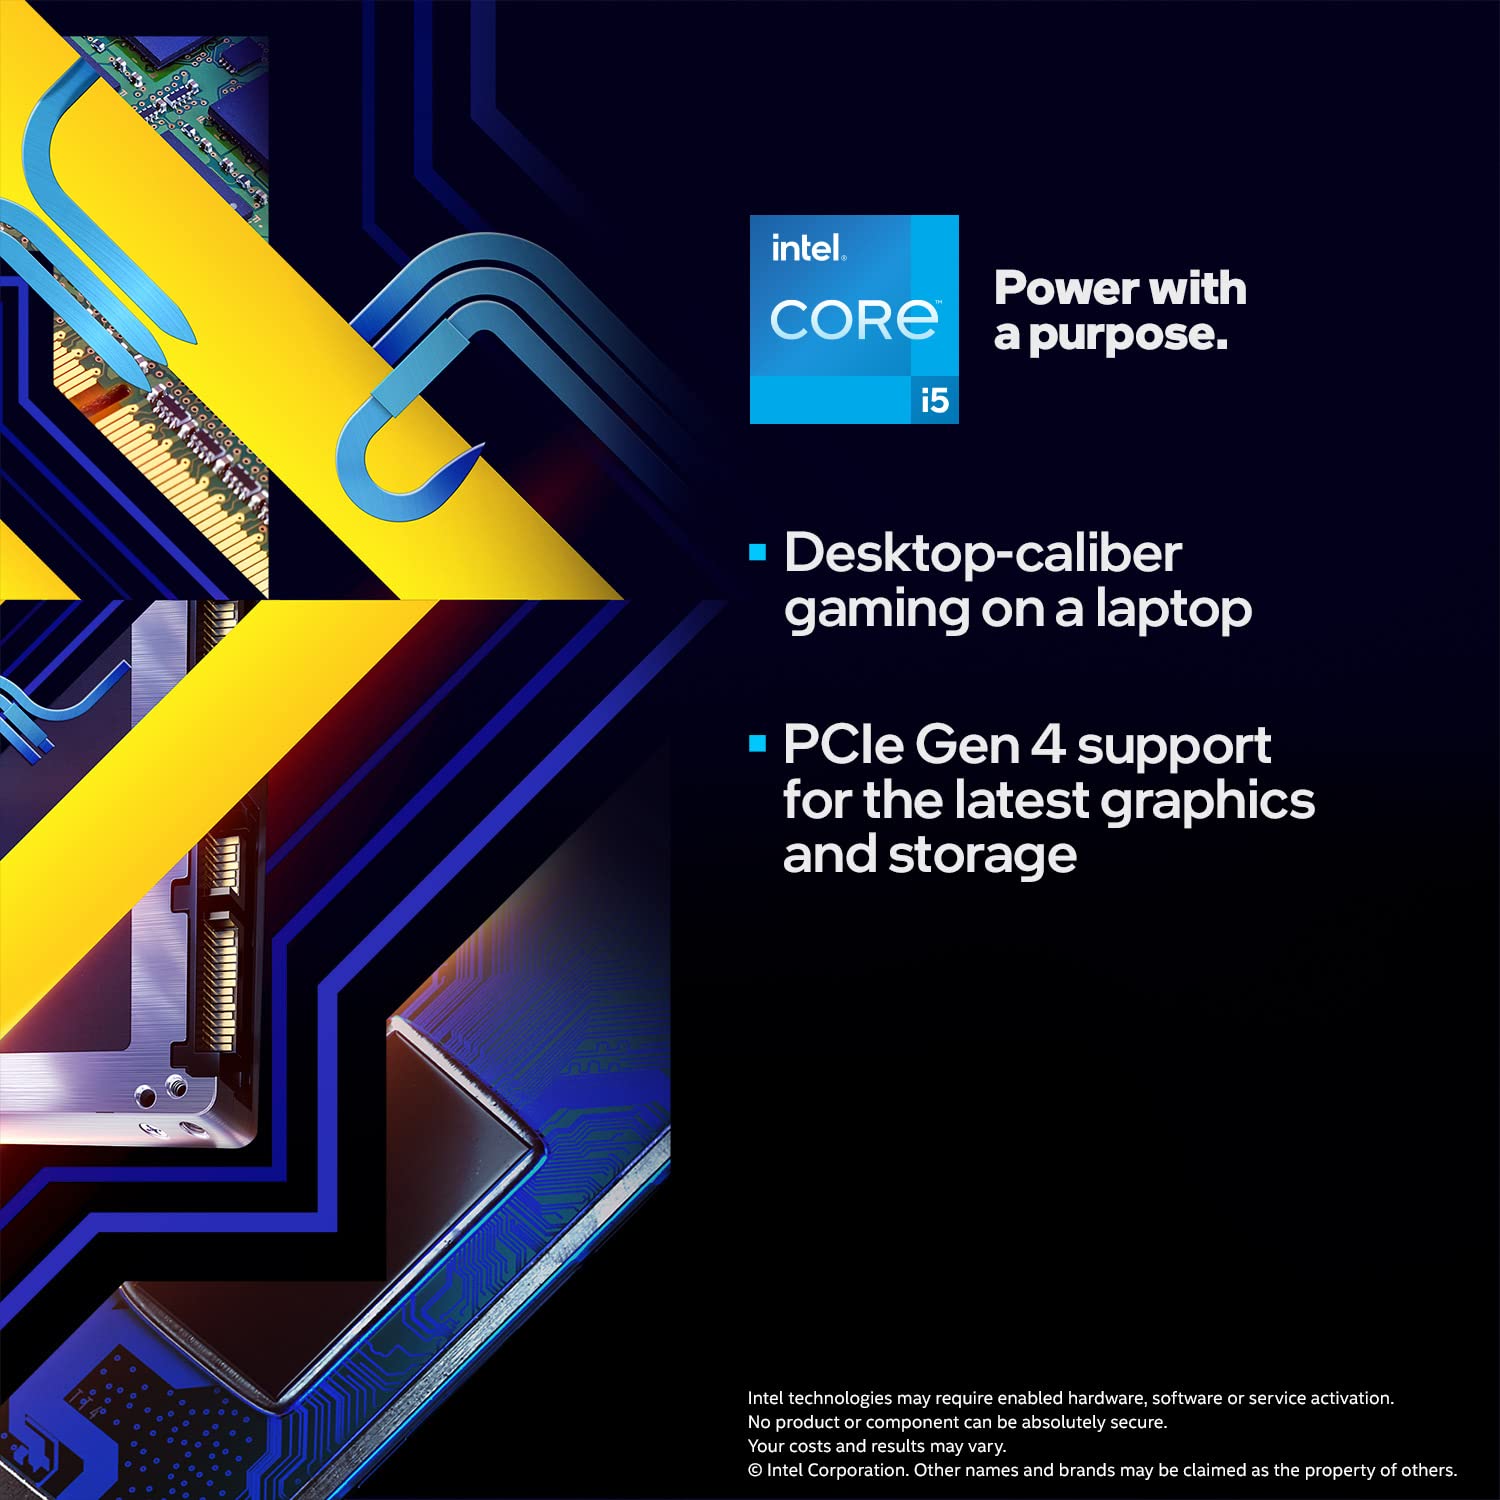 intel.
CORE™
i5
Power with
a purpose.
Desktop-caliber
gaming on a laptop
PCIe Gen 4 support
for the latest graphics
and storage
Intel technologies may require enabled hardware, software or service activation.
No product or component can be absolutely secure.
Your costs and results may vary.
© Intel Corporation. Other names and brands may be claimed as the property of others.